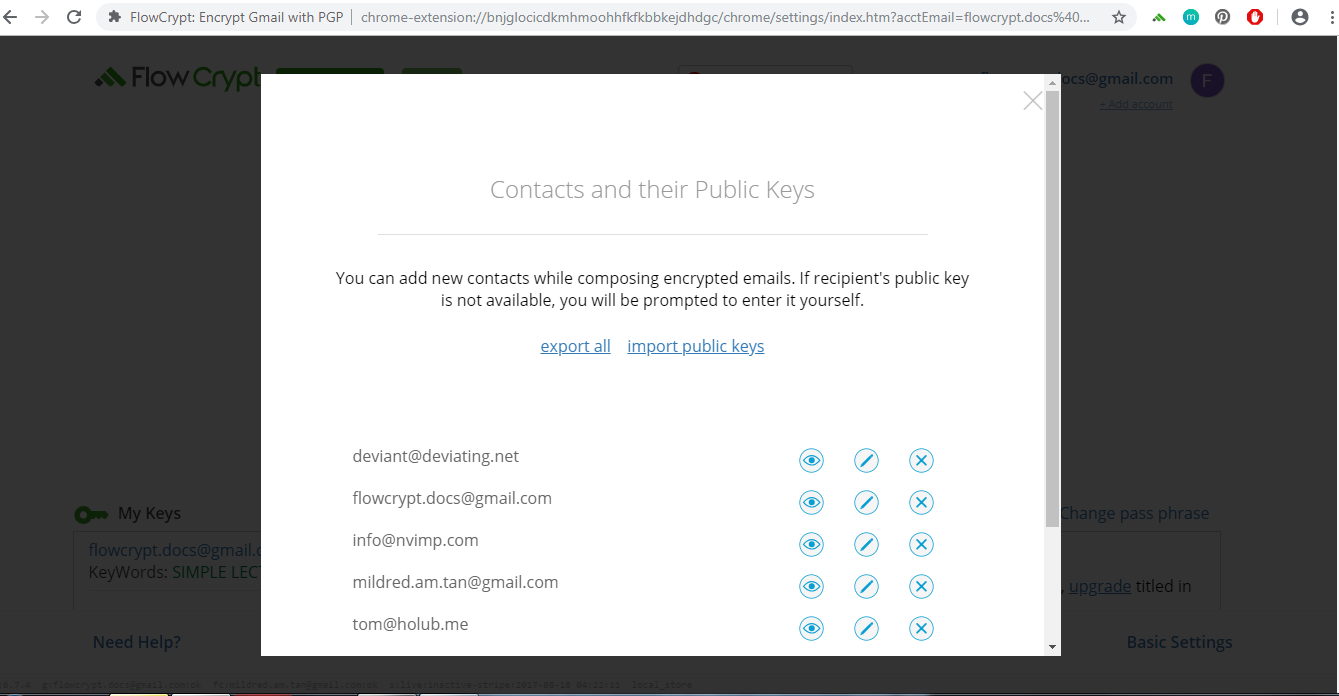 FlowCrypt: Encrypt Gmail with PGP | chrome-extension://bnjglocicdkmhmoohhfkfkbbkejdhdgc/chrome/settings/index.htm?acctEmail=flowcrypt.docs%40...
FlowCrypt
ocs@gmail.com
F
+ Add account
Contacts and their Public Keys
You can add new contacts while composing encrypted emails. If recipient's public key
is not available, you will be prompted to enter it yourself.
export all import public keys
deviant@deviating.net
flowcrypt.docs@gmail.com
info@nvimp.com
mildred.am.tan@gmail.com
tom@holub.me
My Keys
Change pass phrase
flowcrypt.docs@gmail.c
KeyWords: SIMPLE LECT
, upgrade titled in
Need Help?
Basic Settings